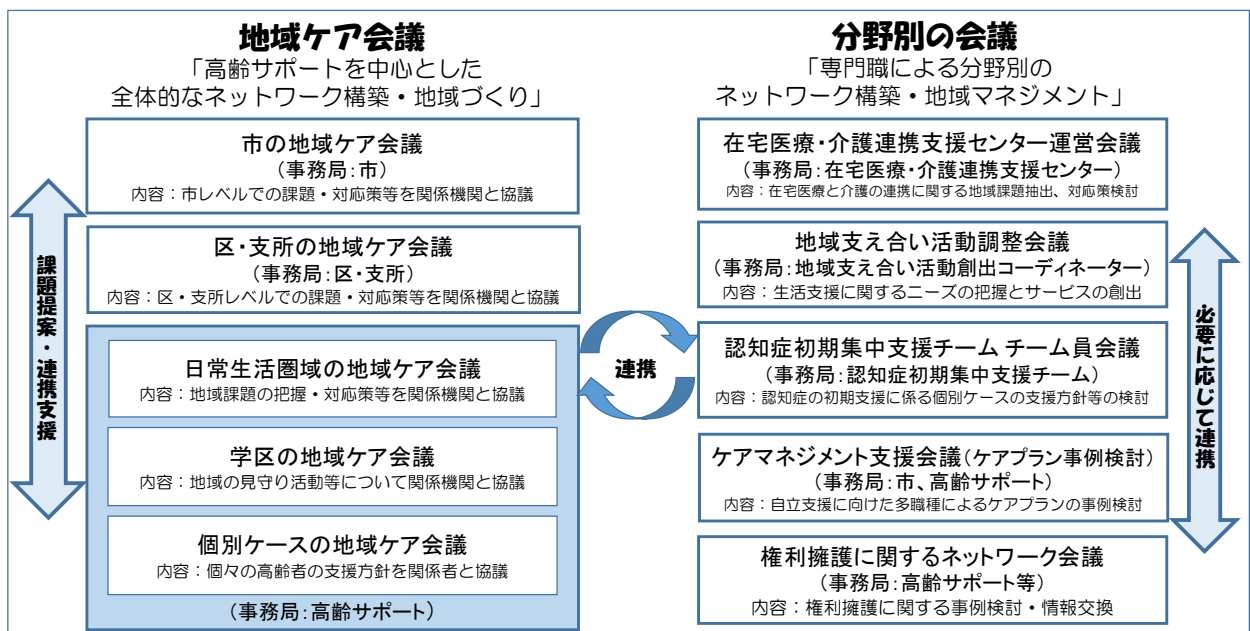 地域ケア会議
「高齢サポートを中心とした
全体的なネットワーク構築・地域づくり」
市の地域ケア会議
(事務局:市)
内容:市レベルでの課題・対応策等を関係機関と協議
区・支所の地域ケア会議
(事務局:区・支所)
内容:区・支所レベルでの課題・対応策等を関係機関と協議
日常生活圏域の地域ケア会議
内容:地域課題の把握・対応策等を関係機関と協議
学区の地域ケア会議
内容:地域の見守り活動等について関係機関と協議
個別ケースの地域ケア会議
内容:個々の高齢者の支援方針を関係者と協議
(事務局:高齢サポート)
課題提案・連携支援
連携
分野別の会議
「専門職による分野別の
ネットワーク構築・地域マネジメント」
在宅医療・介護連携支援センター運営会議
(事務局:在宅医療・介護連携支援センター)
内容:在宅医療と介護の連携に関する地域課題抽出、対応策検討
地域支え合い活動調整会議
(事務局:地域支え合い活動創出コーディネーター)
内容:生活支援に関するニーズの把握とサービスの創出
認知症初期集中支援チーム チーム員会議
(事務局:認知症初期集中支援チーム)
内容:認知症の初期支援に係る個別ケースの支援方針等の検討
ケアマネジメント支援会議(ケアプラン事例検討)
(事務局:市、高齢サポート)
内容:自立支援に向けた多職種によるケアプランの事例検討
権利擁護に関するネットワーク会議
(事務局:高齢サポート等)
内容:権利擁護に関する事例検討・情報交換
必要に応じて連携